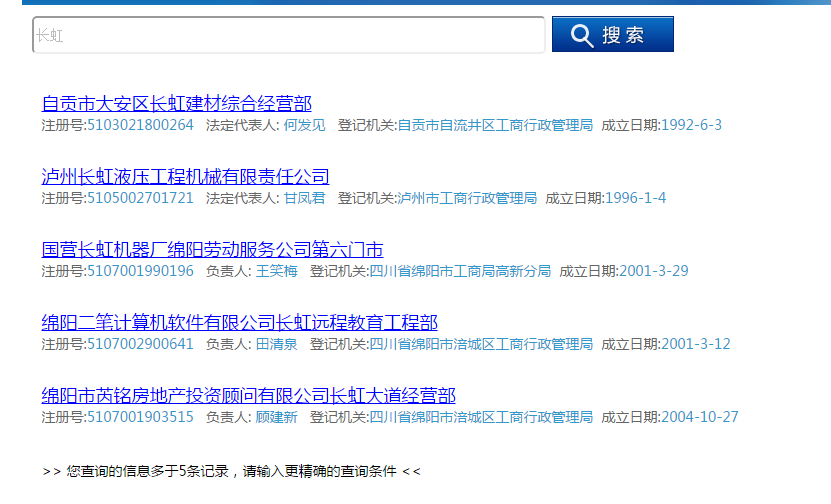 长虹
搜 索
自贡市大安区长虹建材综合经营部
注册号:5103021800264 法定代表人: 何发见 登记机关:自贡市自流井区工商行政管理局 成立日期:1992-6-3
泸州长虹液压工程机械有限责任公司
注册号:5105002701721 法定代表人: 甘凤君 登记机关:泸州市工商行政管理局 成立日期:1996-1-4
国营长虹机器厂绵阳劳动服务公司第六门市
注册号:5107001990196 负责人: 王笑梅 登记机关:四川省绵阳市工商局高新分局 成立日期:2001-3-29
绵阳二笔计算机软件有限公司长虹远程教育工程部
注册号:5107002900641 负责人: 田清泉 登记机关:四川省绵阳市涪城区工商行政管理局 成立日期:2001-3-12
绵阳市芮铭房地产投资顾问有限公司长虹大道经营部
注册号:5107001903515 负责人: 顾建新 登记机关:四川省绵阳市涪城区工商行政管理局 成立日期:2004-10-27
>> 您查询的信息多于5条记录，请输入更精确的查询条件 <<